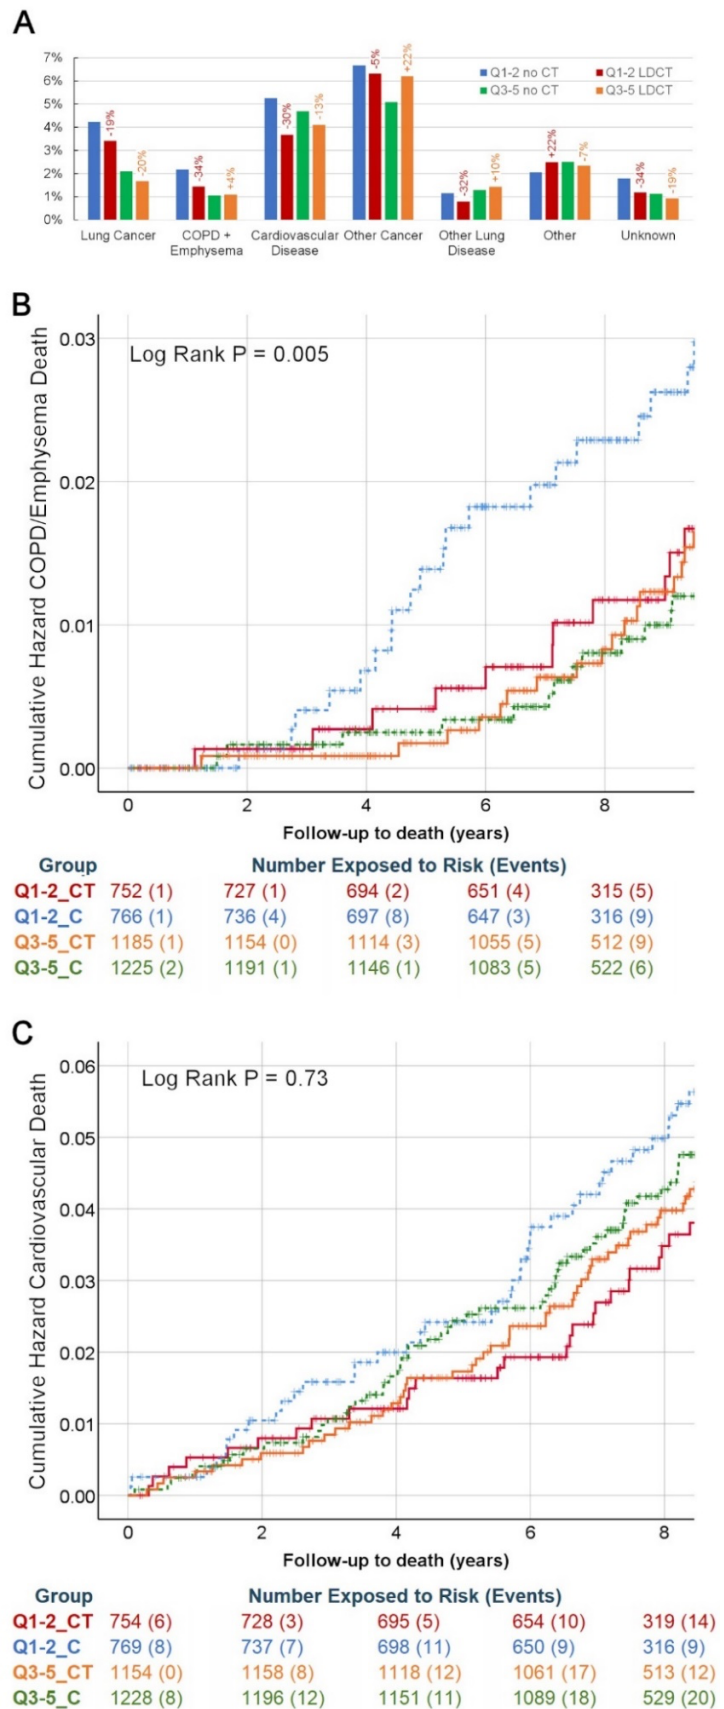 A
7%
6%
5%
4%
3%
2%
1%
0%
Q1-2 no CT
Q1-2 LDCT
Q3-5 no CT
Q3-5 LDCT
-19%
-20%
-34%
+4%
-30%
-13%
-5%
+22%
-32%
+10%
+22%
-7%
-34%
-19%
Lung Cancer
COPD +
Emphysema
Cardiovascular
Disease
Other Cancer
Other Lung
Disease
Other
Unknown
B
Cumulative Hazard COPD/Emphysema Death
0.03
0.02
0.01
0.00
Log Rank P = 0.005
0 2 4 6 8
Follow-up to death (years)
Group Number Exposed to Risk (Events)
Q1-2_CT 752 (1) 727 (1) 694 (2) 651 (4) 315 (5)
Q1-2_C 766 (1) 736 (4) 697 (8) 647 (3) 316 (9)
Q3-5_CT 1185 (1) 1154 (0) 1114 (3) 1055 (5) 512 (9)
Q3-5_C 1225 (2) 1191 (1) 1146 (1) 1083 (5) 522 (6)
C
Cumulative Hazard Cardiovascular Death
0.06
0.05
0.04
0.03
0.02
0.01
0.00
Log Rank P = 0.73
0 2 4 6 8
Follow-up to death (years)
Group Number Exposed to Risk (Events)
Q1-2_CT 754 (6) 728 (3) 695 (5) 654 (10) 319 (14)
Q1-2_C 769 (8) 737 (7) 698 (11) 650 (9) 316 (9)
Q3-5_CT 1154 (0) 1158 (8) 1118 (12) 1061 (17) 513 (12)
Q3-5_C 1228 (8) 1196 (12) 1151 (11) 1089 (18) 529 (20)